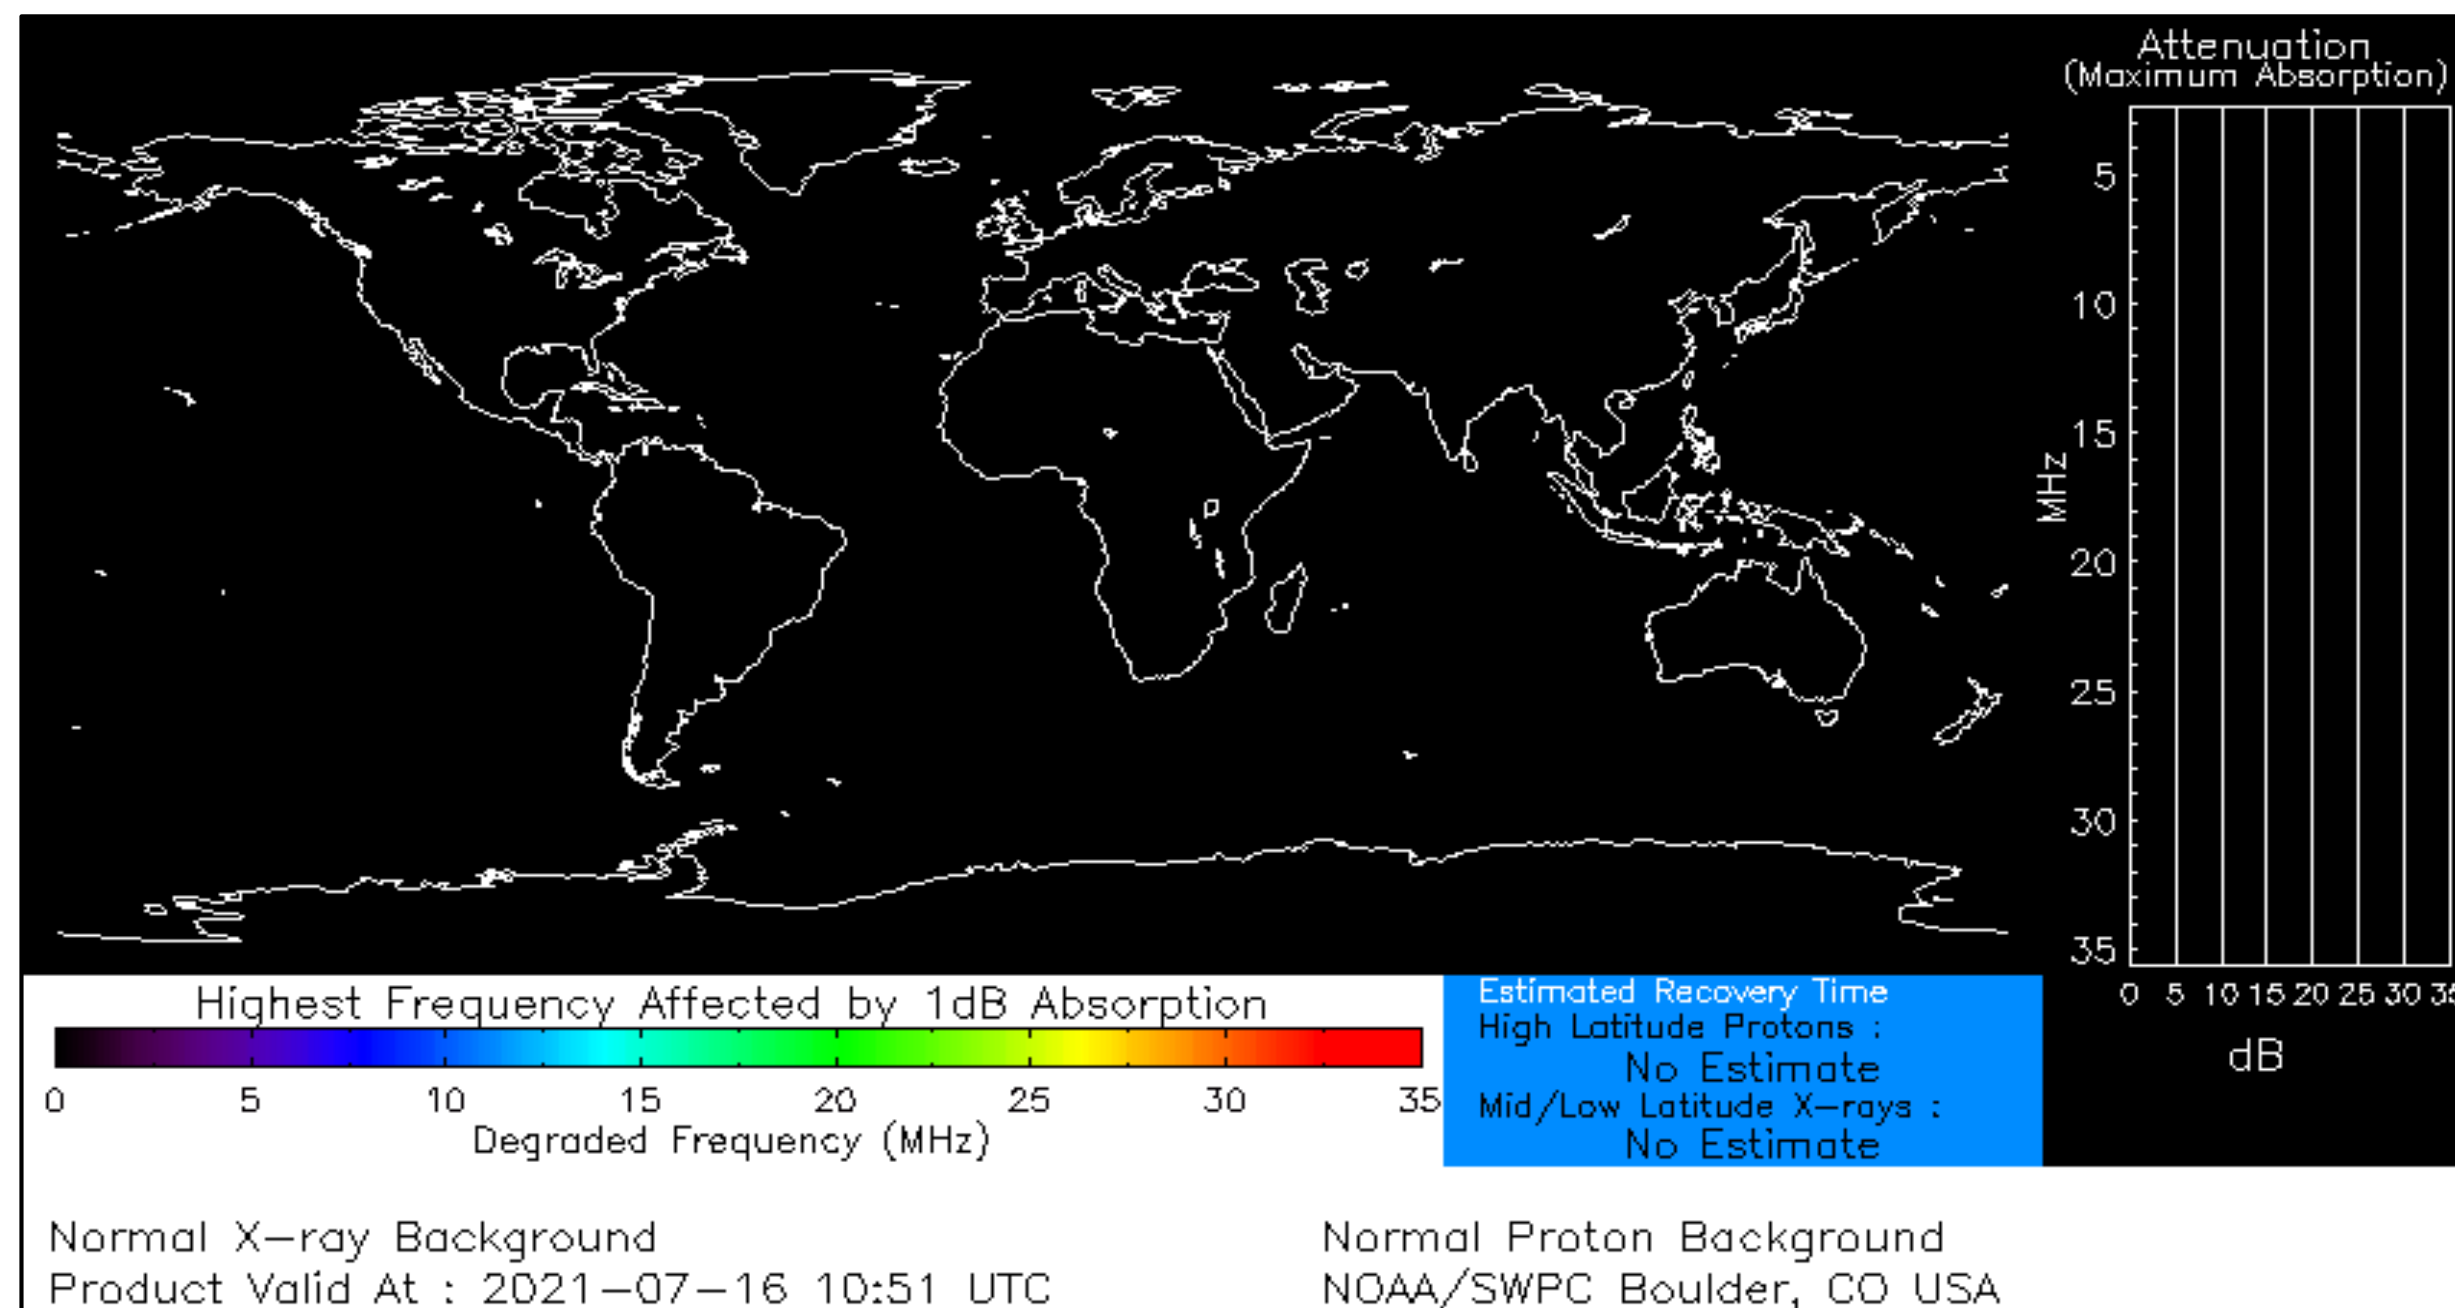 Attenuation
(Maximum Absorption)
5
10
15
20
25
30
35
MHz
0 5 10 15 20 25 30
dB
Highest Frequency Affected by 1dB Absorption
0 5 10 15 20 25 30 35
Degraded Frequency (MHz)
Estimated Recovery Time
High Latitude Protons :
No Estimate
Mid/Low Latitude X-rays :
No Estimate
Normal X-ray Background
Normal Proton Background
Product Valid At : 2021-07-16 10:51 UTC
NOAA/SWPC Boulder, CO USA